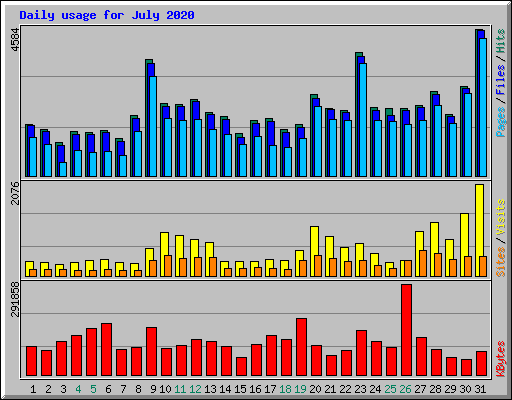 Daily usage for July 2020
4584
Pages / Files / Hits
2076
Sites / Visits
291858
KBytes
1 2 3 4 5 6 7 8 9 10 11 12 13 14 15 16 17 18 19 20 21 22 23 24 25 26 27 28 29 30 31